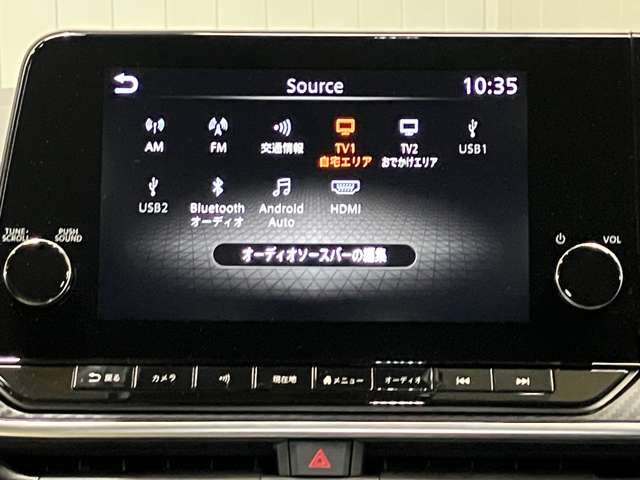 Source
10:35
AM
FM
交通情報
TV1
自宅エリア
TV2
おでかけエリア
USB1
USB2
Bluetooth
オーディオ
Android
Auto
HDMI
オーディオソースバーの編集
TUNE·
SCROLL
PUSH
SOUND
VOL
戻る
カメラ
現在地
メニュー
オーディオ